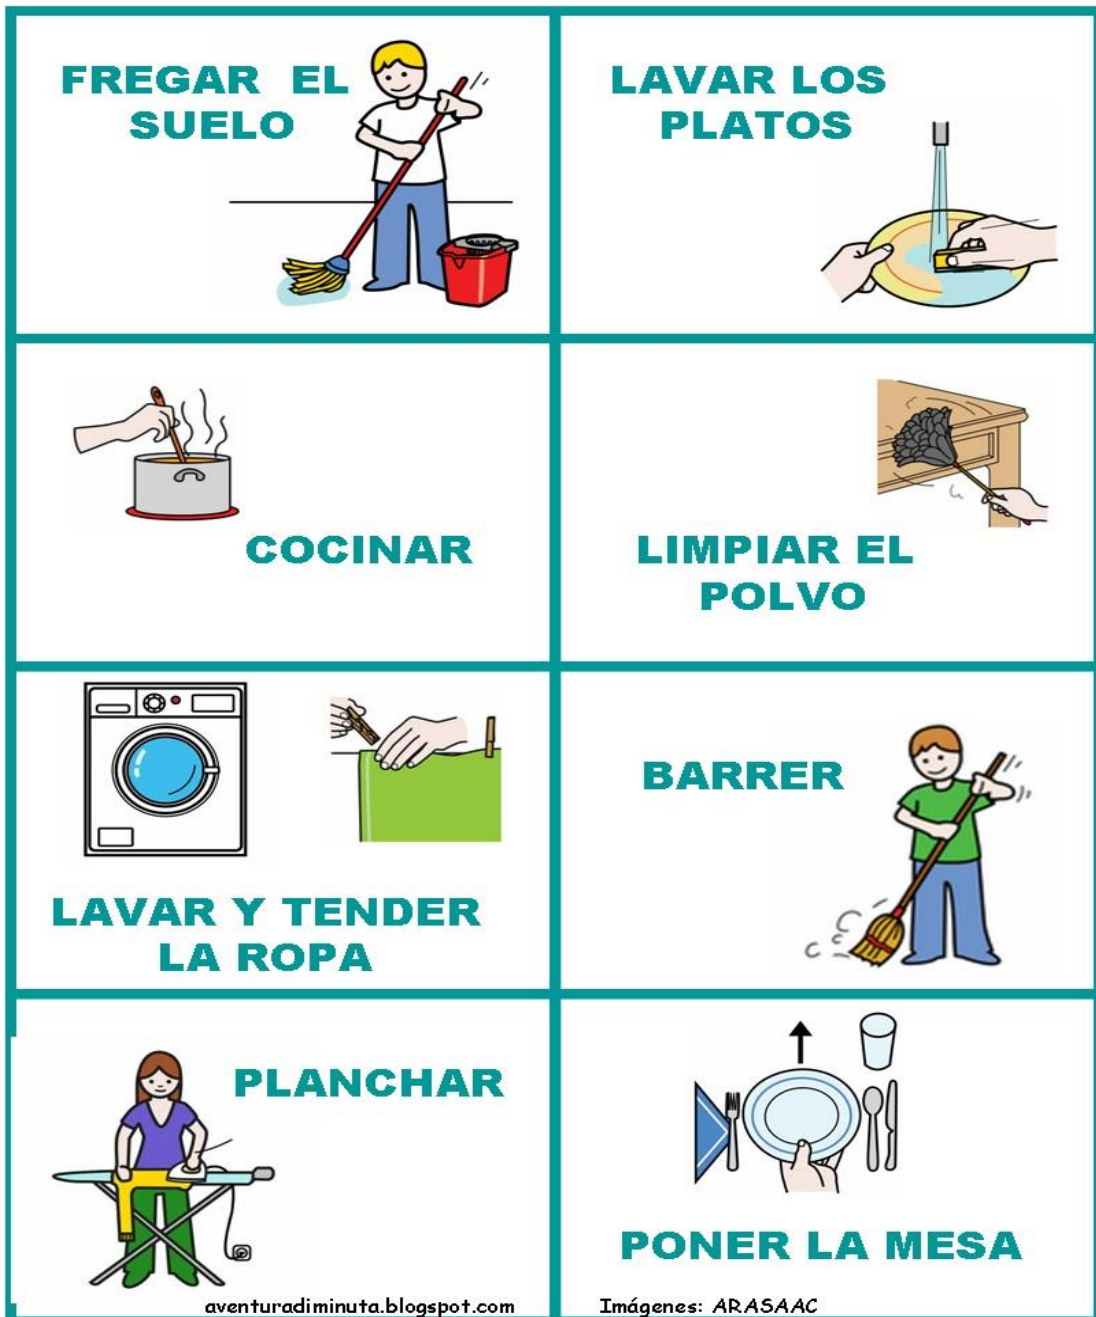 FREGAR EL
SUELO
LAVAR LOS
PLATOS
COCINAR
LIMPIAR EL
POLVO
LAVAR Y TENDER
LA ROPA
BARRER
PLANCHAR
PONER LA MESA
aventuradiminuta.blogspot.com
Imágenes: ARASAAC